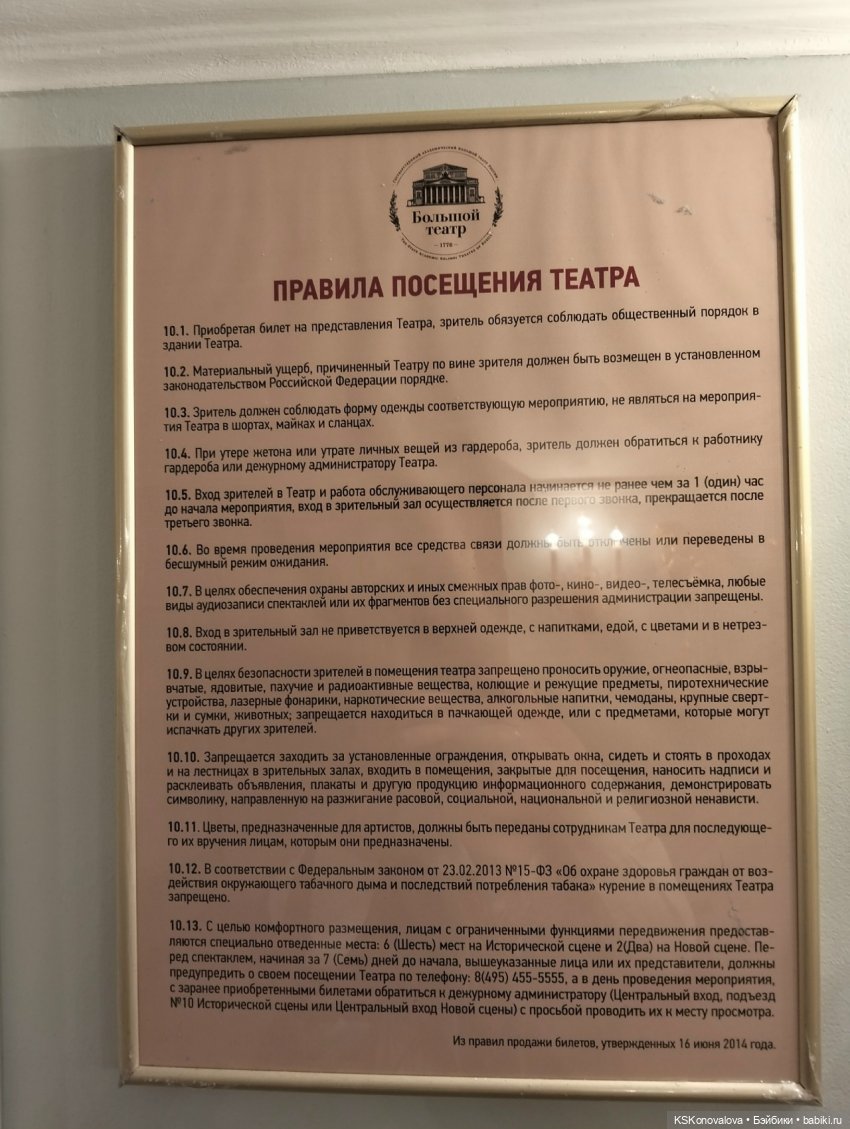 Государственный академический Большой театр России
Большой
театр
– 1776 –
The State Academic Bolshoi Theatre of Russia
ПРАВИЛА ПОСЕЩЕНИЯ ТЕАТРА
10.1. Приобретая билет на представления Театра, зритель обязуется соблюдать общественный порядок в
здании Театра.
10.2. Материальный ущерб, причиненный Театру по вине зрителя должен быть возмещен в установленном
законодательством Российской Федерации порядке.
10.3. Зритель должен соблюдать форму одежды соответствующую мероприятию, не являться на мероприя-
тия Театра в шортах, майках и сланцах.
10.4. При утере жетона или утрате личных вещей из гардероба, зритель должен обратиться к работнику
гардероба или дежурному администратору Театра.
10.5. Вход зрителей в Театр и работа обслуживающего персонала начинается не ранее чем за 1 (один) час
до начала мероприятия, вход в зрительный зал осуществляется после первого звонка, прекращается после
третьего звонка.
10.6. Во время проведения мероприятия все средства связи должны быть отключены или переведены в
бесшумный режим ожидания.
10.7. В целях обеспечения охраны авторских и иных смежных прав фото-, кино-, видео-, телесъёмка, любые
виды аудиозаписи спектаклей или их фрагментов без специального разрешения администрации запрещены.
10.8. Вход в зрительный зал не приветствуется в верхней одежде, с напитками, едой, с цветами и в нетрез-
вом состоянии.
10.9. В целях безопасности зрителей в помещения театра запрещено проносить оружие, огнеопасные, взры-
вчатые, ядовитые, пахучие и радиоактивные вещества, колющие и режущие предметы, пиротехнические
устройства, лазерные фонарики, наркотические вещества, алкогольные напитки, чемоданы, крупные сверт-
ки и сумки, животных; запрещается находиться в пачкающей одежде, или с предметами, которые могут
испачкать других зрителей.
10.10. Запрещается заходить за установленные ограждения, открывать окна, сидеть и стоять в проходах
и на лестницах в зрительных залах, входить в помещения, закрытые для посещения, наносить надписи и
расклеивать объявления, плакаты и другую продукцию информационного содержания, демонстрировать
символику, направленную на разжигание расовой, социальной, национальной и религиозной ненависти.
10.11. Цветы, предназначенные для артистов, должны быть переданы сотрудникам Театра для последующе-
го их вручения лицам, которым они предназначены.
10.12. В соответствии с Федеральным законом от 23.02.2013 №15-ФЗ «Об охране здоровья граждан от воз-
действия окружающего табачного дыма и последствий потребления табака» курение в помещениях Театра
запрещено.
10.13. С целью комфортного размещения, лицам с ограниченными функциями передвижения предостав-
ляются специально отведенные места: 6 (Шесть) мест на Исторической сцене и 2(Два) на Новой сцене. Пе-
ред спектаклем, начиная за 7 (Семь) дней до начала, вышеуказанные лица или их представители, должны
предупредить о своем посещении Театра по телефону: 8(495) 455-5555, а в день проведения мероприятия,
с заранее приобретенными билетами обратиться к дежурному администратору (Центральный вход, подъезд
№10 Исторической сцены или Центральный вход Новой сцены) с просьбой проводить их к месту просмотра.
Из правил продажи билетов, утвержденных 16 июня 2014 года.
KSKonovalova • Бэйбики • babiki.ru